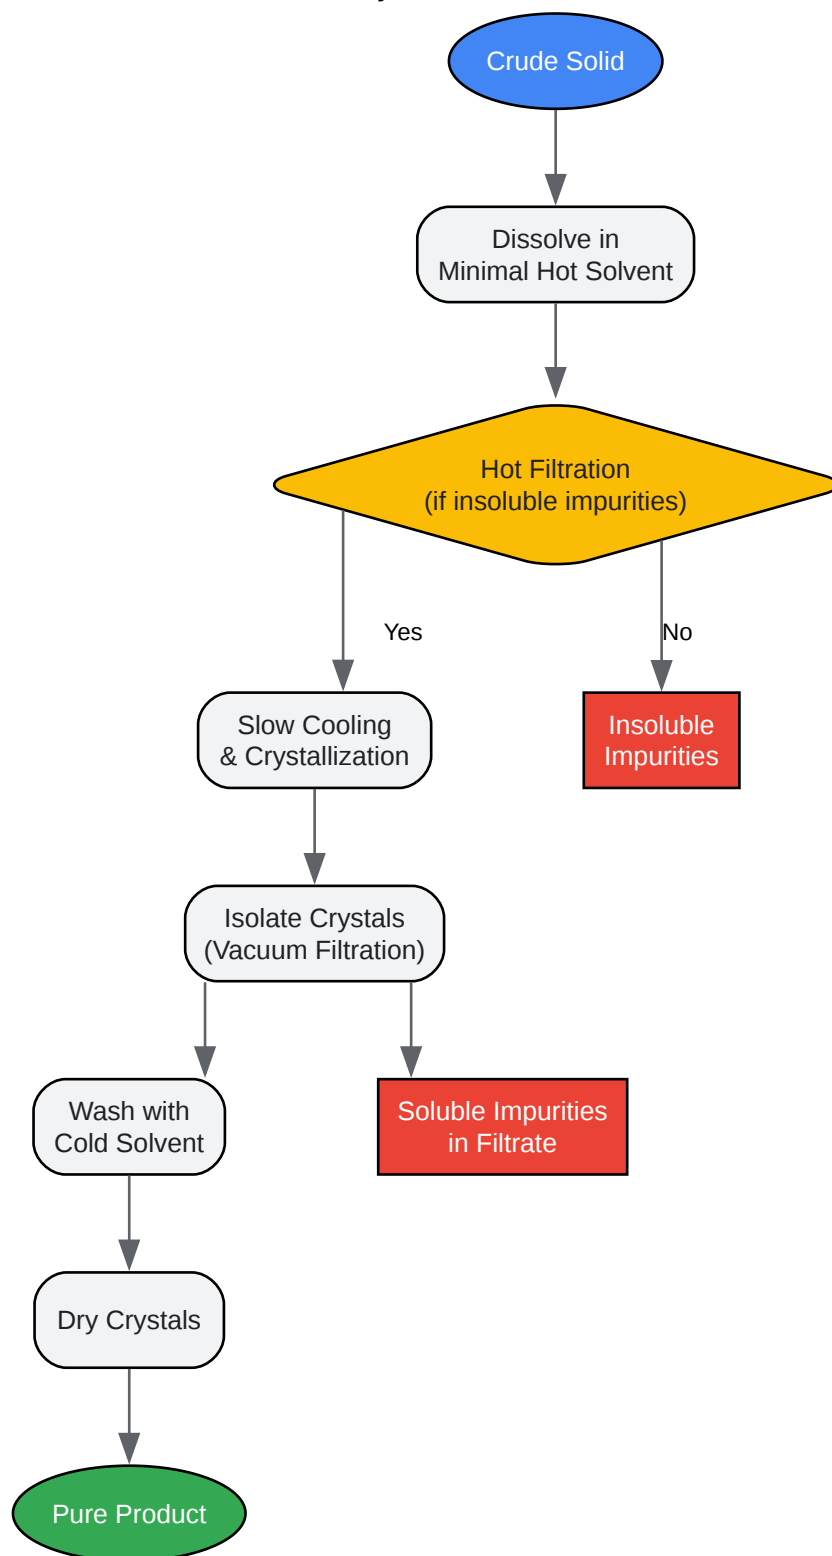 Crude Solid
Dissolve in
Minimal Hot Solvent
Hot Filtration
(if insoluble impurities)
Yes
No
Slow Cooling
& Crystallization
Insoluble
Impurities
Isolate Crystals
(Vacuum Filtration)
Wash with
Cold Solvent
Soluble Impurities
in Filtrate
Dry Crystals
Pure Product